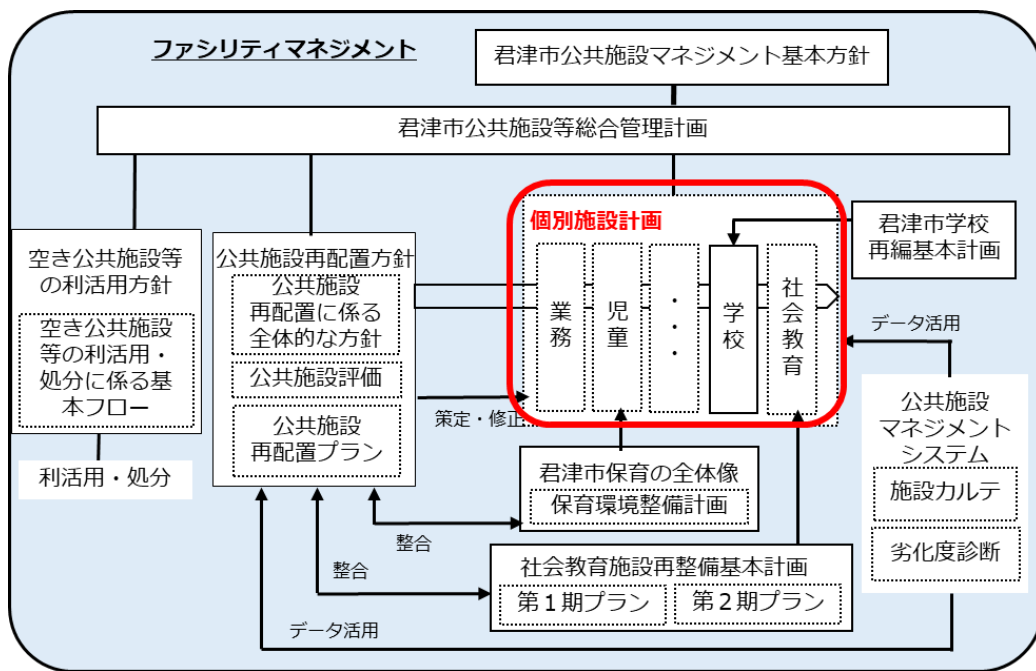 ファシリティマネジメント
君津市公共施設マネジメント基本方針
君津市公共施設等総合管理計画
空き公共施設等
の利活用方針
空き公共施設
等の利活用・
処分に係る基
本フロー
利活用・処分
公共施設再配置方針
公共施設
再配置に係る
全体的な方針
公共施設評価
公共施設
再配置プラン
策定・修正
個別施設計画
業務
児童
・・・
学校
社会教育
君津市学校
再編基本計画
データ活用
公共施設
マネジメント
システム
施設カルテ
劣化度診断
君津市保育の全体像
保育環境整備計画
整合
社会教育施設再整備基本計画
第1期プラン
第2期プラン
整合
データ活用